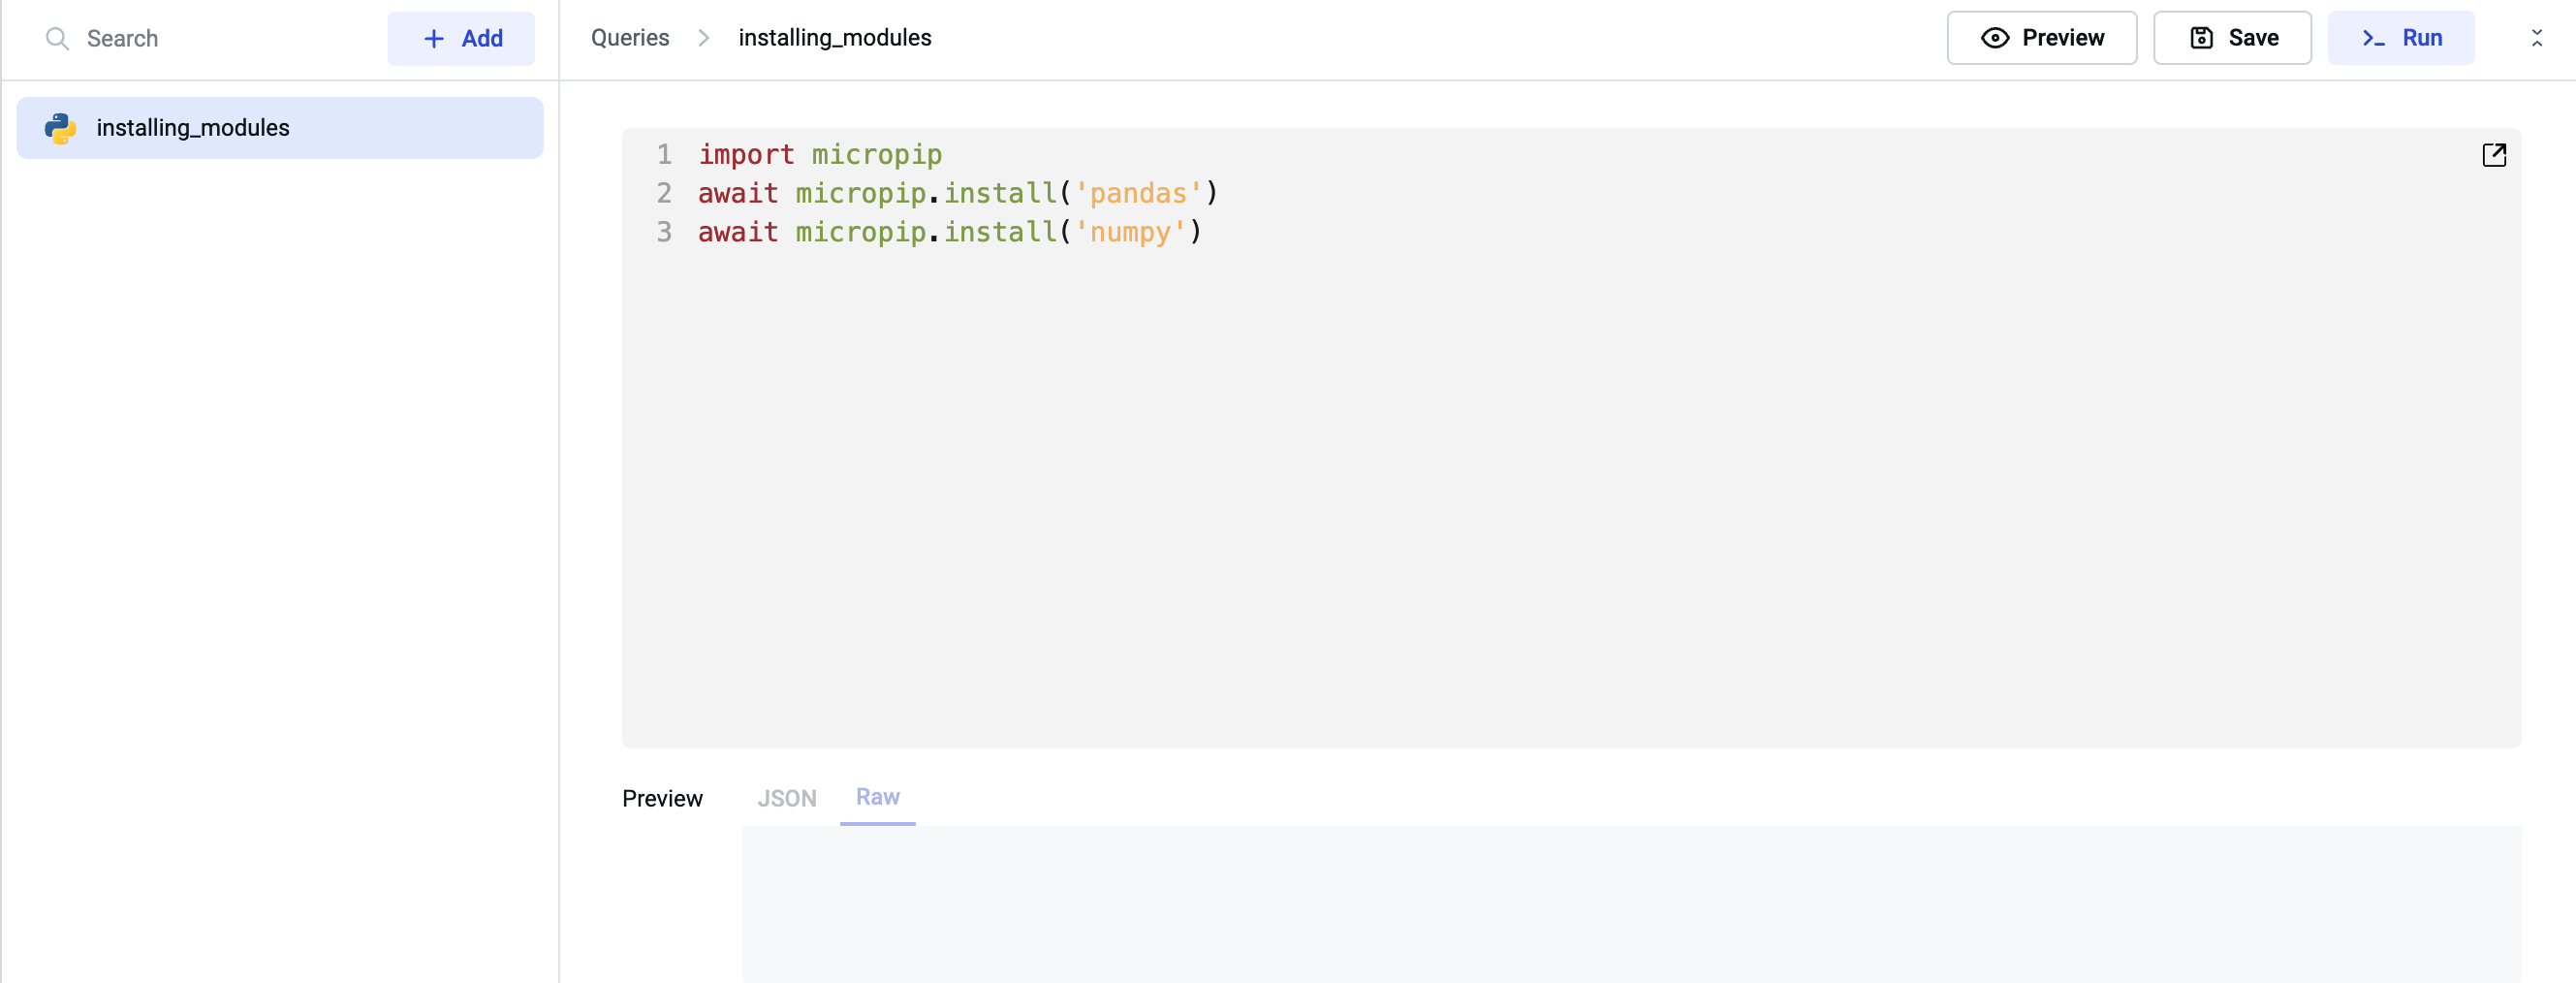 Search
+ Add
installing_modules
Queries > installing_modules
Preview
Save
>_ Run
1 import micropip
2 await micropip.install('pandas')
3 await micropip.install('numpy')
Preview
JSON
Raw